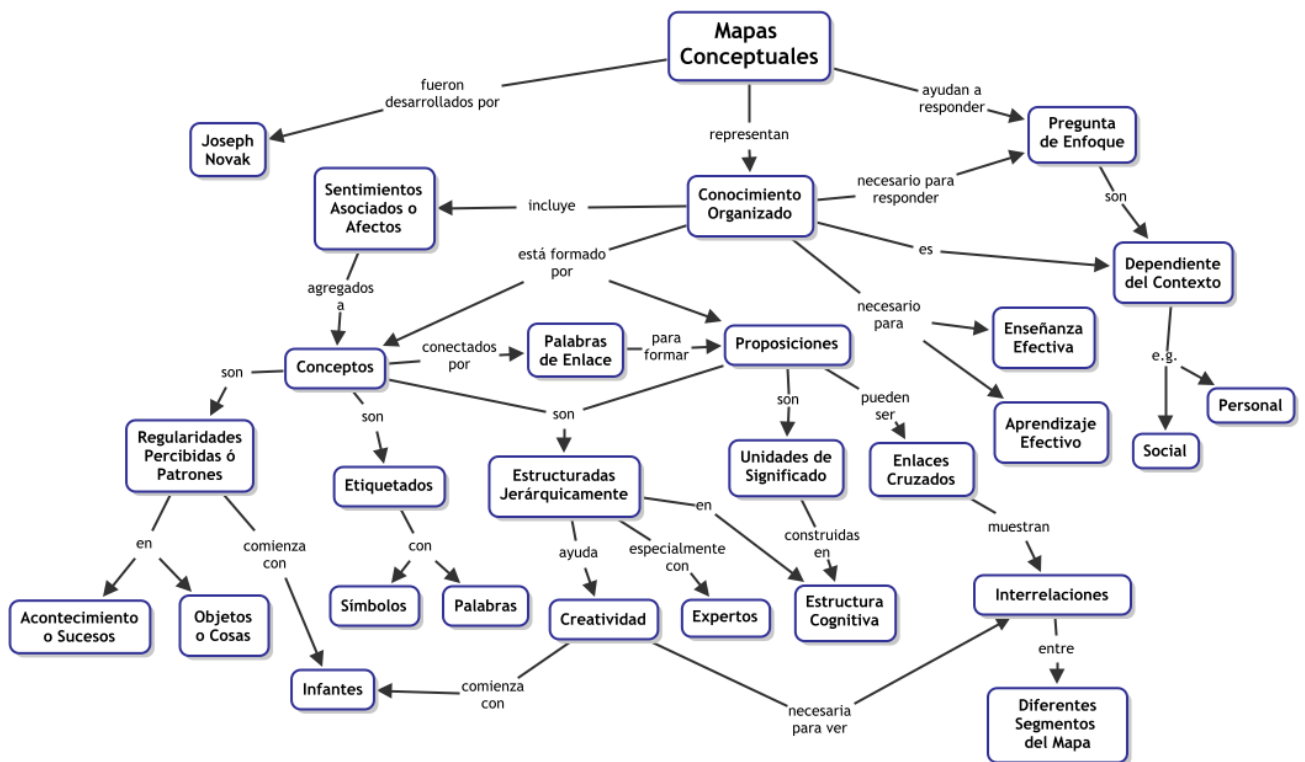 Mapas
Conceptuales
fueron
desarrollados por
ayudan a
responder
representan
Joseph
Novak
Pregunta
de Enfoque
Sentimientos
Asociados o
Afectos
incluye
Conocimiento
Organizado
necesario para
responder
son
está formado
por
es
Dependiente
del Contexto
agregados
a
necesario
para
Enseñanza
Efectiva
Conceptos
conectados
por
Palabras
de Enlace
para
formar
Proposiciones
e.g.
son
son
son
son
pueden
ser
Personal
Regularidades
Percibidas ó
Patrones
Aprendizaje
Efectivo
Social
Etiquetados
Estructuradas
Jerárquicamente
Unidades de
Significado
Enlaces
Cruzados
en
en
comienza
con
con
ayuda
especialmente
con
construidas
en
muestran
Acontecimiento
o Sucesos
Objetos
o Cosas
Símbolos
Palabras
Creatividad
Expertos
Estructura
Cognitiva
Interrelaciones
entre
Infantes
comienza
con
necesaria
para ver
Diferentes
Segmentos
del Mapa